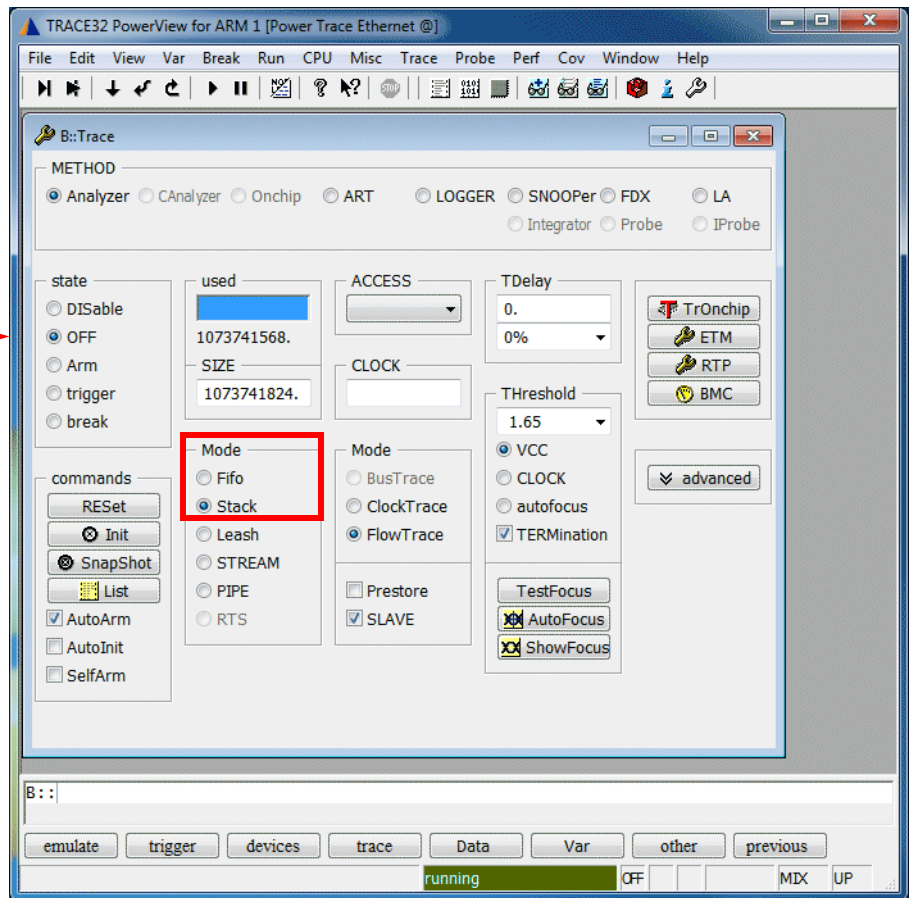 TRACE32 PowerView for ARM 1 [Power Trace Ethernet @]
File Edit View Var Break Run CPU Misc Trace Probe Perf Cov Window Help
B::Trace
METHOD
Analyzer CAnalyzer Onchip ART LOGGER SNOOPer FDX LA
Integrator Probe IProbe
state
DISable
OFF
Arm
trigger
break
commands
RESet
Init
SnapShot
List
AutoArm
AutoInit
SelfArm
used
1073741568.
SIZE
1073741824.
Mode
Fifo
Stack
Leash
STREAM
PIPE
RTS
ACCESS
CLOCK
Mode
BusTrace
ClockTrace
FlowTrace
Prestore
SLAVE
TDelay
0.
0%
THreshold
1.65
VCC
CLOCK
autofocus
TERMination
TestFocus
AutoFocus
ShowFocus
TrOnchip
ETM
RTP
BMC
advanced
B::
emulate trigger devices trace Data Var other previous
running OFF MIX UP